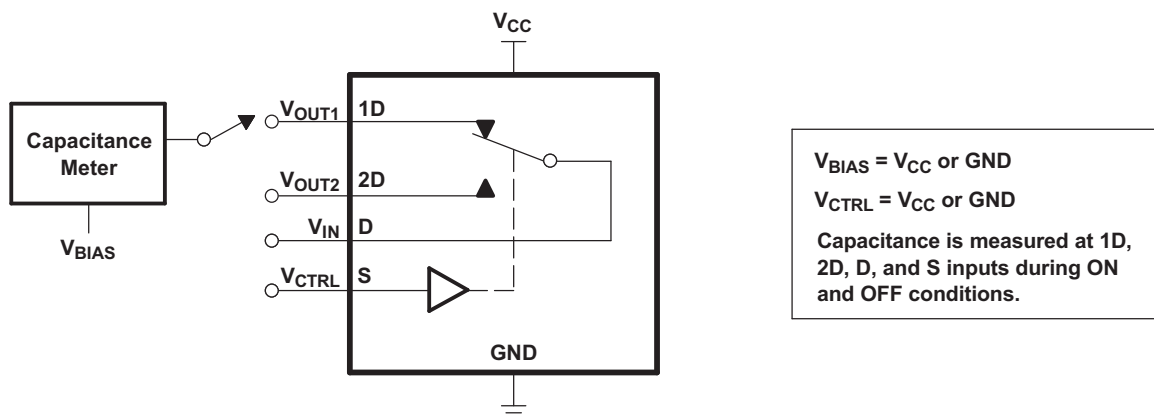 VCC
Capacitance
Meter
VBIAS
VOUT1 1D
VOUT2 2D
VIN D
VCTRL S
GND
VBIAS = VCC or GND
VCTRL = VCC or GND
Capacitance is measured at 1D,
2D, D, and S inputs during ON
and OFF conditions.